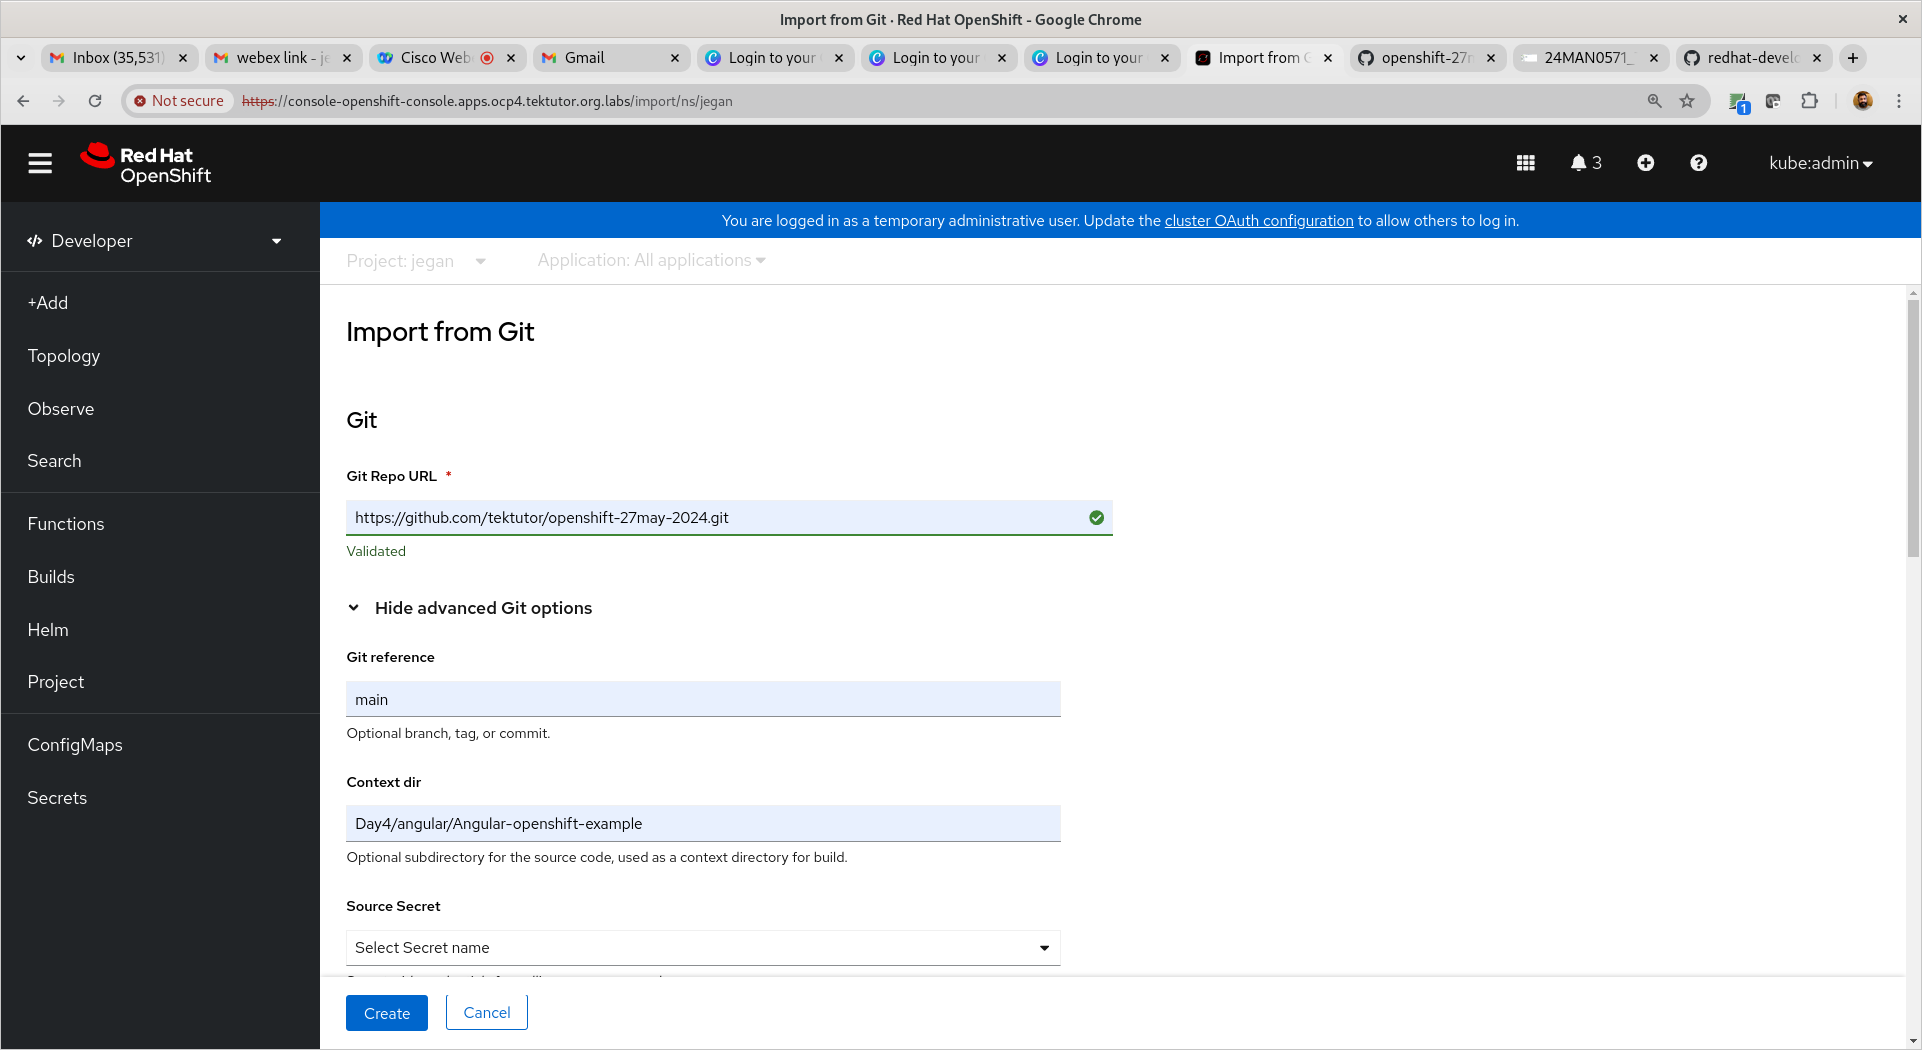 Import from Git · Red Hat OpenShift - Google Chrome
Inbox (35,531)
webex link - je
Cisco Web
Gmail
Login to your
Login to your
Login to your
Import from G
openshift-27m
24MAN0571_
redhat-develo
Not secure
https://console-openshift-console.apps.ocp4.tektutor.org.labs/import/ns/jegan
1
Red Hat
OpenShift
3
kube:admin
You are logged in as a temporary administrative user. Update the cluster OAuth configuration to allow others to log in.
Developer
Project: jegan
Application: All applications
+Add
Topology
Observe
Search
Functions
Builds
Helm
Project
ConfigMaps
Secrets
Import from Git
Git
Git Repo URL *
https://github.com/tektutor/openshift-27may-2024.git
Validated
Hide advanced Git options
Git reference
main
Optional branch, tag, or commit.
Context dir
Day4/angular/Angular-openshift-example
Optional subdirectory for the source code, used as a context directory for build.
Source Secret
Select Secret name
Create
Cancel